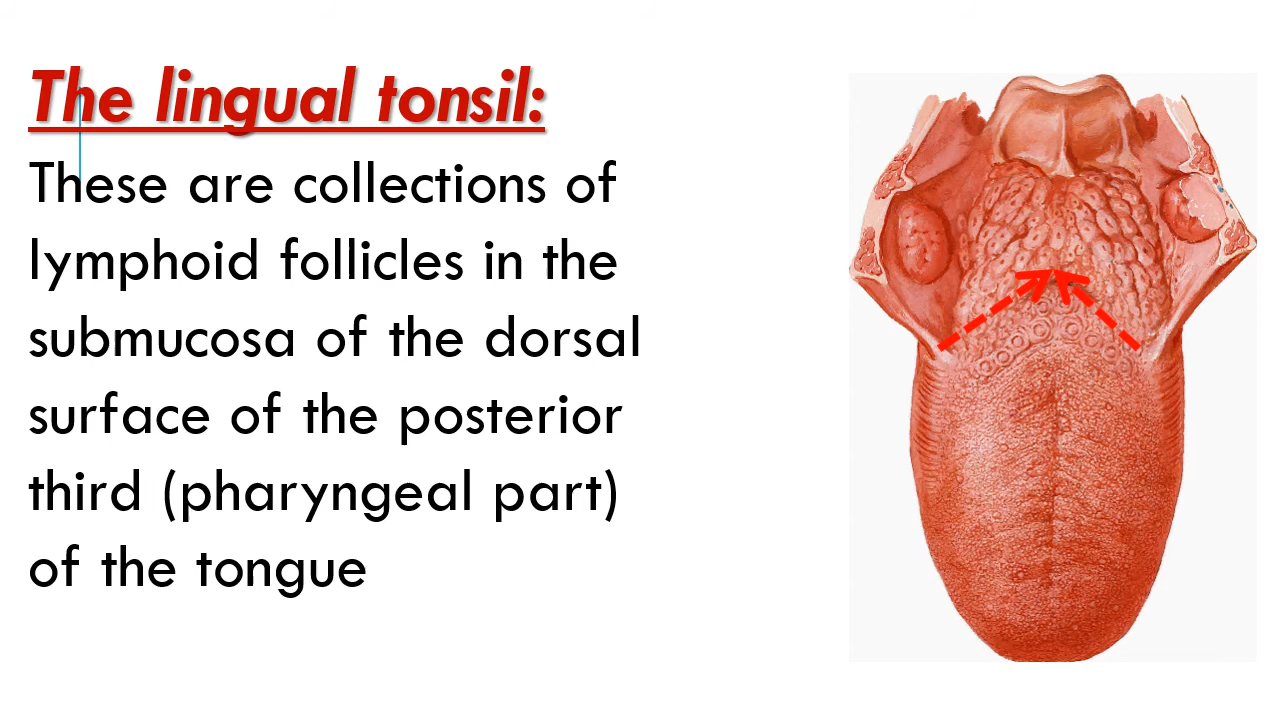 The lingual tonsil:
These are collections of
lymphoid follicles in the
submucosa of the dorsal
surface of the posterior
third (pharyngeal part)
of the tongue